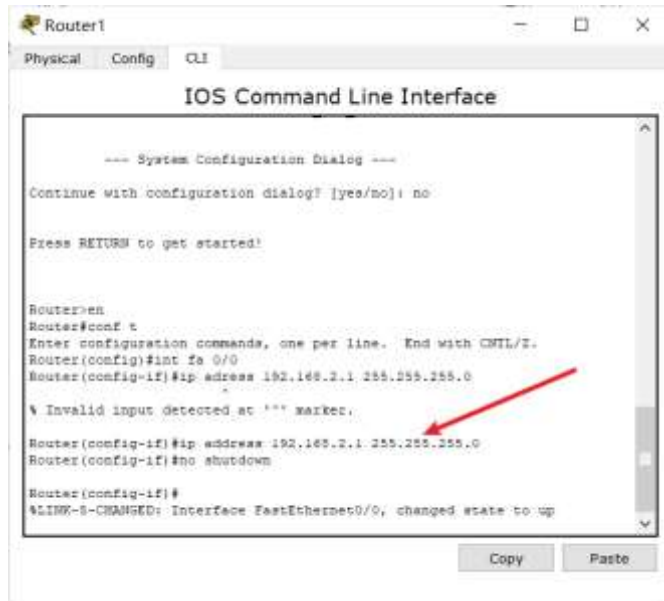 Router1
Physical Config CLI
IOS Command Line Interface
--- System Configuration Dialog ---
Continue with configuration dialog? [yes/no]: no
Press RETURN to get started!
Router>en
Router#conf t
Enter configuration commands, one per line. End with CNTL/Z.
Router(config)#int fa 0/0
Router(config-if)#ip adress 192.168.2.1 255.255.255.0
^
% Invalid input detected at '^' marker.
Router(config-if)#ip address 192.168.2.1 255.255.255.0
Router(config-if)#no shutdown
Router(config-if)#
%LINK-5-CHANGED: Interface FastEthernet0/0, changed state to up
Copy Paste